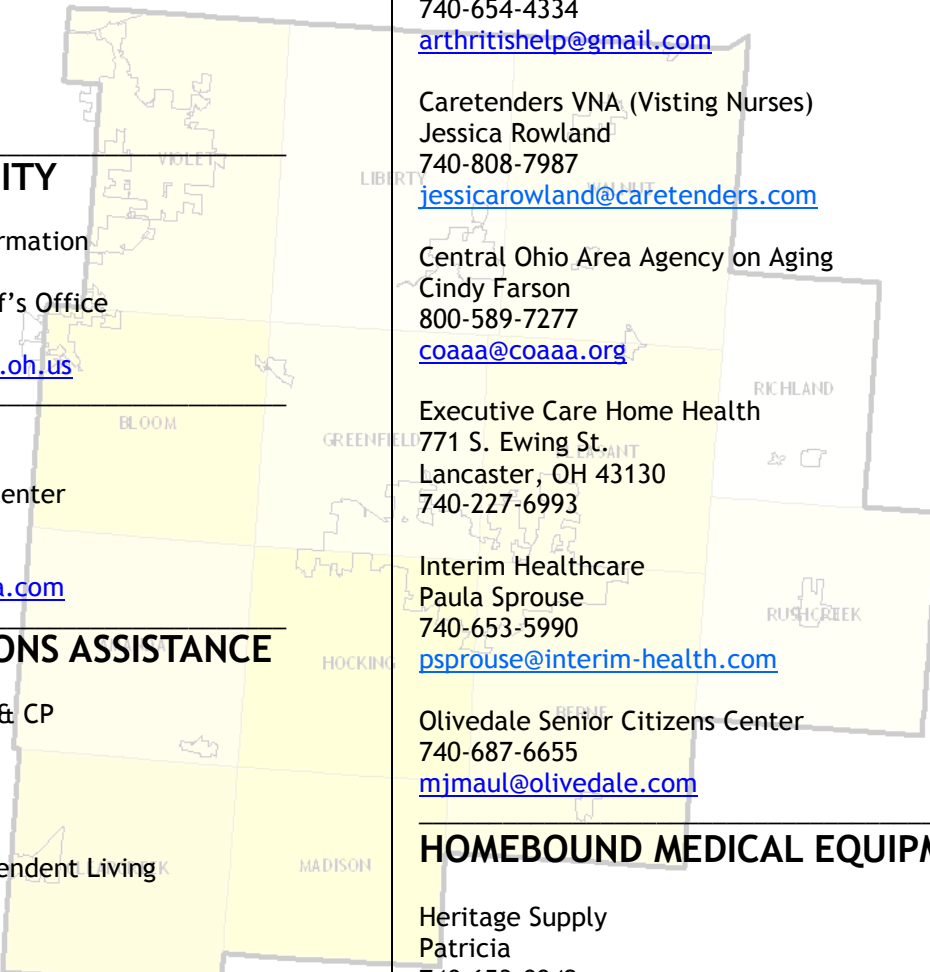 ITY
rmation
f’s Office
.oh.us
enter
a.com
ONS ASSISTANCE
& CP
endent Living
740-654-4334
arthritishelp@gmail.com
Caretenders VNA (Visting Nurses)
Jessica Rowland
740-808-7987
jessicarowland@caretenders.com
Central Ohio Area Agency on Aging
Cindy Farson
800-589-7277
coaaa@coaaa.org
Executive Care Home Health
771 S. Ewing St.
Lancaster, OH 43130
740-227-6993
Interim Healthcare
Paula Sprouse
740-653-5990
psprouse@interim-health.com
Olivedale Senior Citizens Center
740-687-6655
mjmaul@olivedale.com
HOMEBOUND MEDICAL EQUIPM
Heritage Supply
Patricia
VIOLET
LIBERTY
WALNUT
RICHLAND
BLOOM
GREENFIELD
PLEASANT
RUSHCREEK
HOCKING
BERNE
CLEARCREEK
MADISON